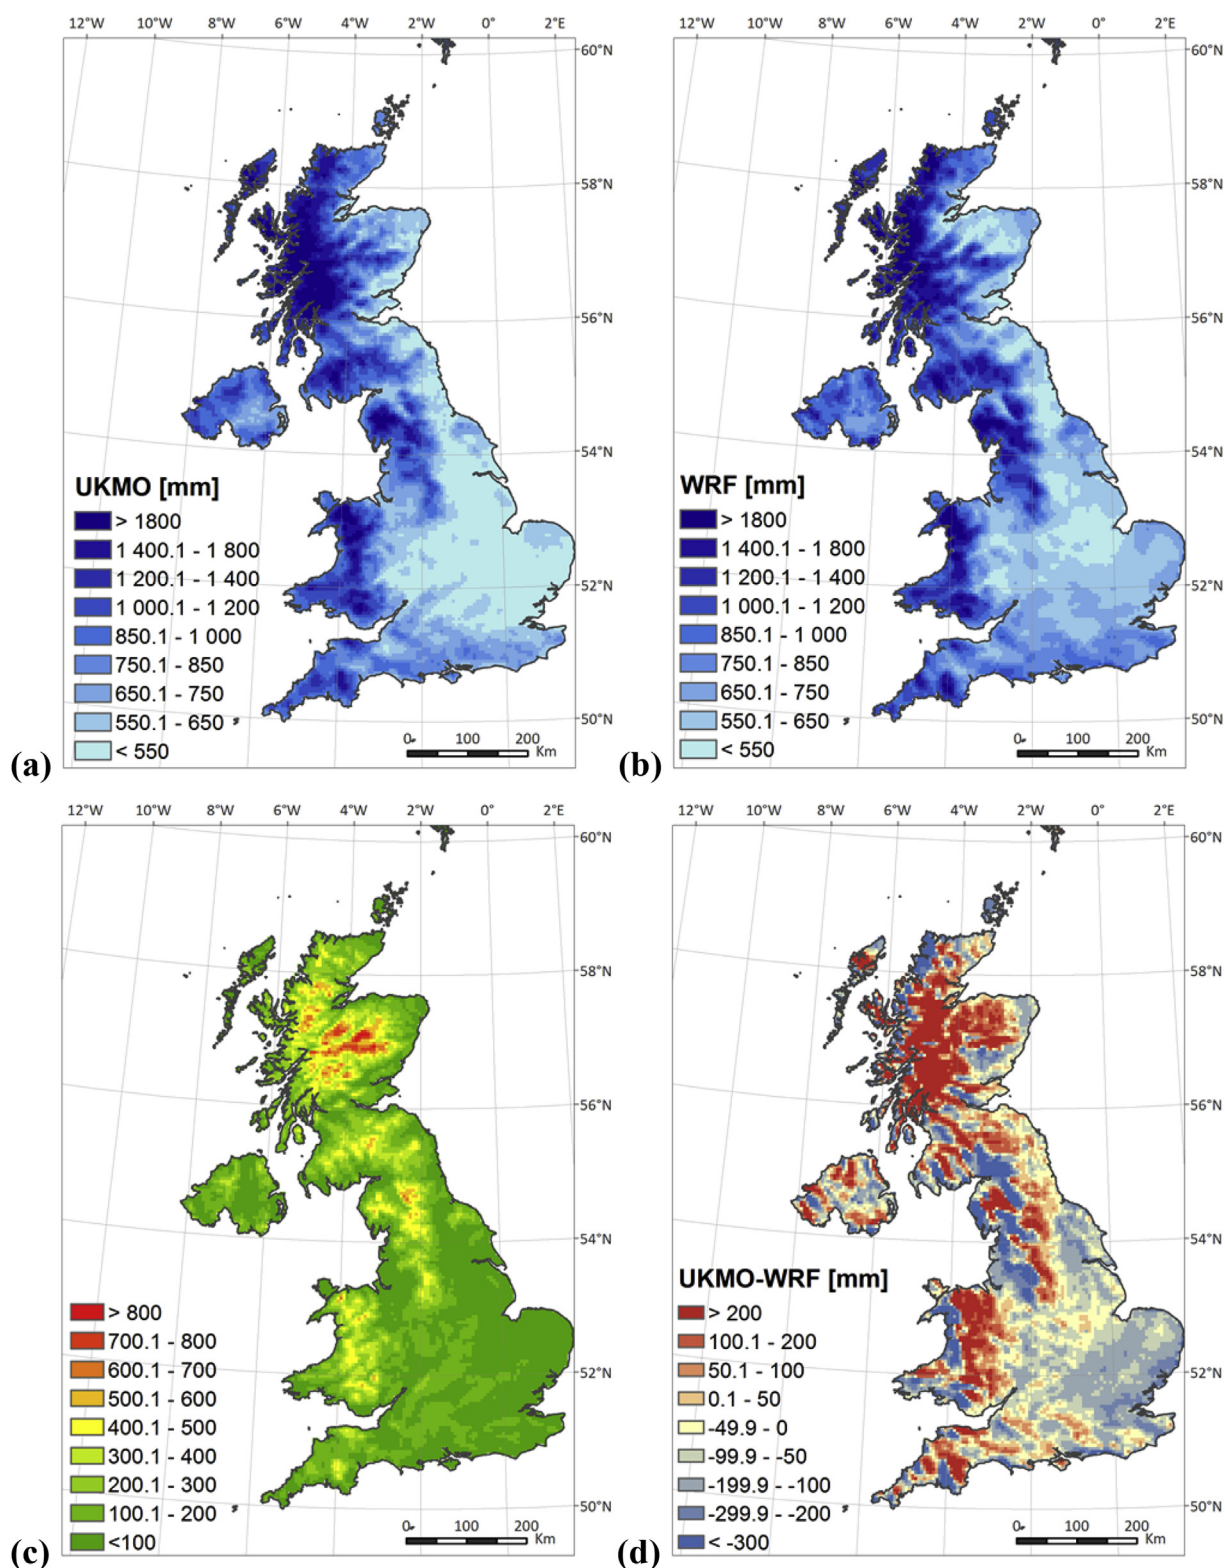 12°W 10°W 8°W 6°W 4°W 2°W 0° 2°E
60°N
58°N
56°N
54°N
52°N
50°N
UKMO [mm]
> 1800
1 400.1 - 1 800
1 200.1 - 1 400
1 000.1 - 1 200
850.1 - 1 000
750.1 - 850
650.1 - 750
550.1 - 650
< 550
0 100 200
Km
(a)
12°W 10°W 8°W 6°W 4°W 2°W 0° 2°E
60°N
58°N
56°N
54°N
52°N
50°N
WRF [mm]
> 1800
1 400.1 - 1 800
1 200.1 - 1 400
1 000.1 - 1 200
850.1 - 1 000
750.1 - 850
650.1 - 750
550.1 - 650
< 550
0 100 200
Km
(b)
12°W 10°W 8°W 6°W 4°W 2°W 0° 2°E
60°N
58°N
56°N
54°N
52°N
50°N
> 800
700.1 - 800
600.1 - 700
500.1 - 600
400.1 - 500
300.1 - 400
200.1 - 300
100.1 - 200
<100
0 100 200
Km
(c)
12°W 10°W 8°W 6°W 4°W 2°W 0° 2°E
60°N
58°N
56°N
54°N
52°N
50°N
UKMO-WRF [mm]
> 200
100.1 - 200
50.1 - 100
0.1 - 50
-49.9 - 0
-99.9 - -50
-199.9 - -100
-299.9 - -200
< -300
0 100 200
Km
(d)